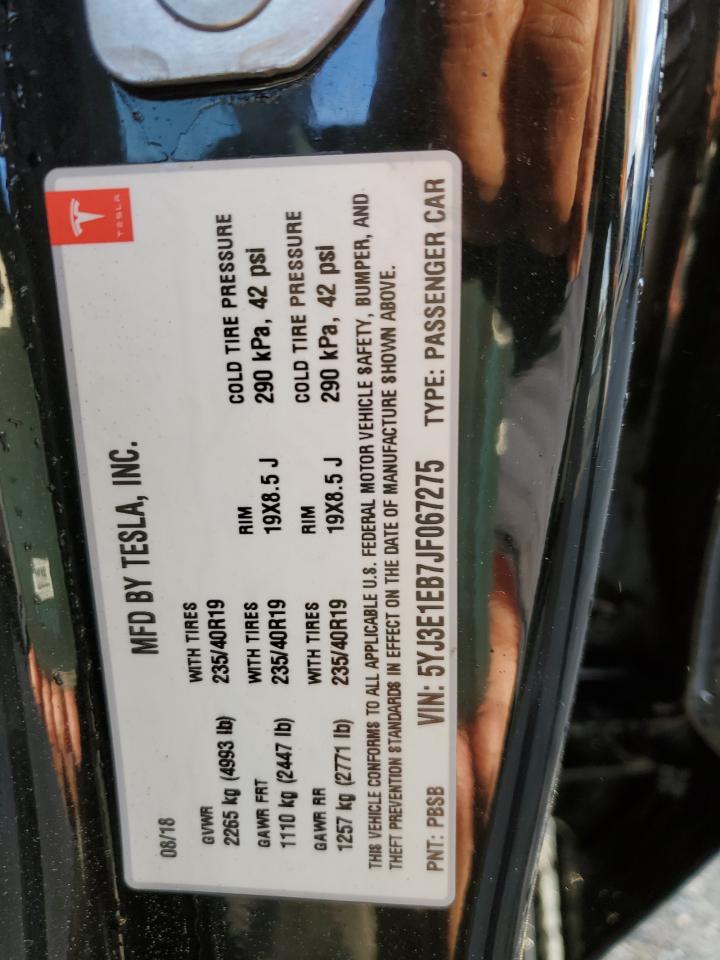 TESLA
MFD BY TESLA, INC.
08/18
GVWR WITH TIRES RIM COLD TIRE PRESSURE
2265 kg (4993 lb) 235/40R19 19X8.5 J 290 kPa, 42 psi
GAWR FRT WITH TIRES RIM COLD TIRE PRESSURE
1110 kg (2447 lb) 235/40R19 19X8.5 J 290 kPa, 42 psi
GAWR RR WITH TIRES
1257 kg (2771 lb) 235/40R19
THIS VEHICLE CONFORMS TO ALL APPLICABLE U.S. FEDERAL MOTOR VEHICLE SAFETY, BUMPER, AND
THEFT PREVENTION STANDARDS IN EFFECT ON THE DATE OF MANUFACTURE SHOWN ABOVE.
PNT: PBSB VIN: 5YJ3E1EB7JF067275 TYPE: PASSENGER CAR